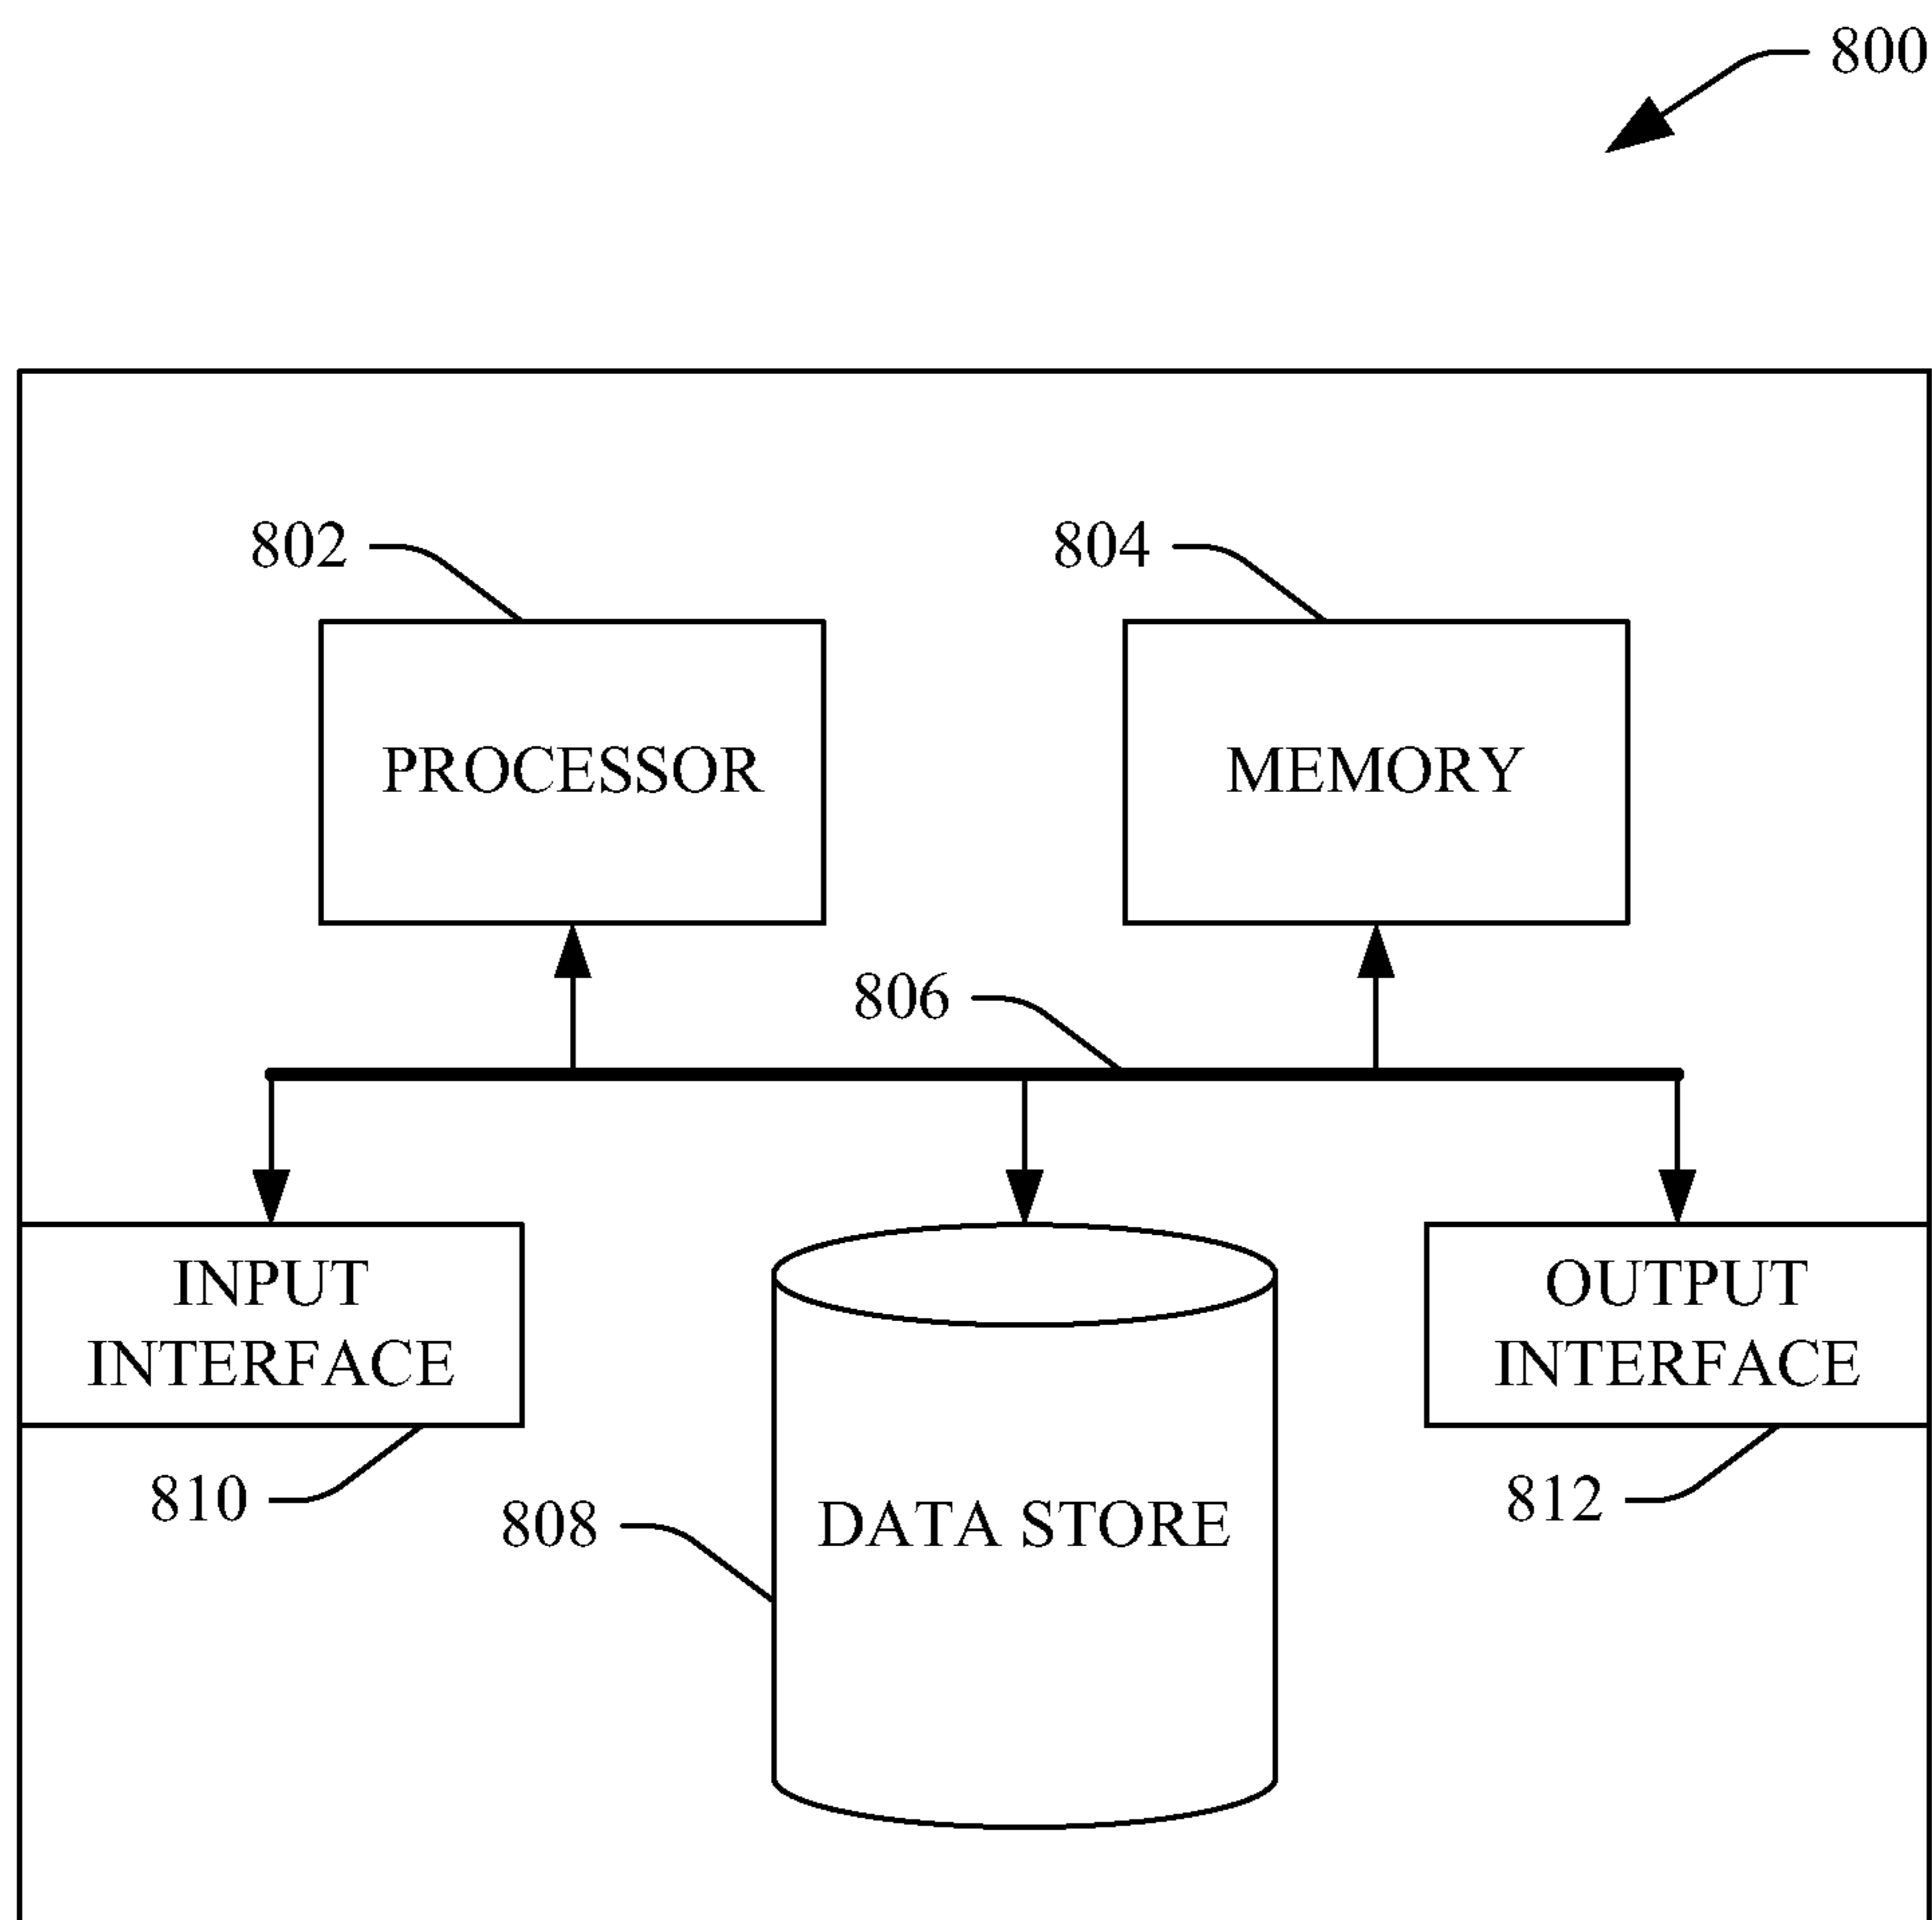 800
802
804
PROCESSOR
MEMORY
806
INPUT
INTERFACE
OUTPUT
INTERFACE
810
808
DATA STORE
812